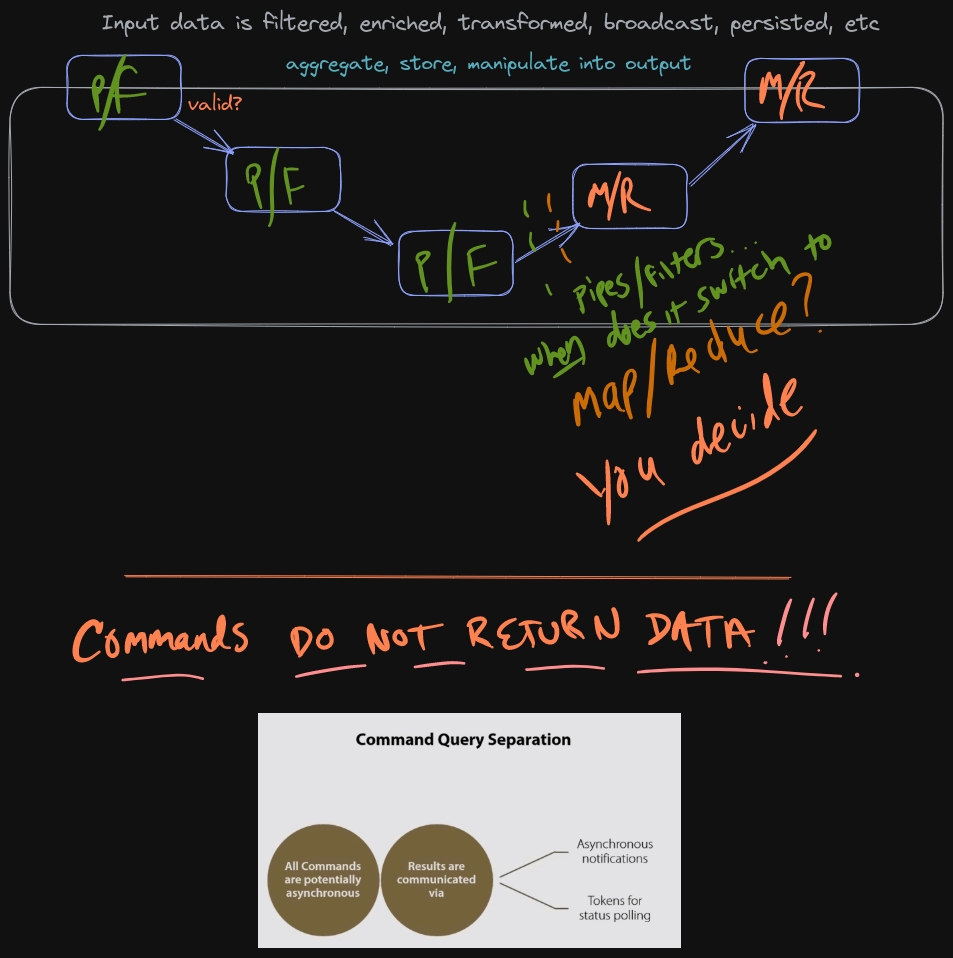 Input data is filtered, enriched, transformed, broadcast, persisted, etc
aggregate, store, manipulate into output
P/F
valid?
M/R
P/F
M/R
P/F
pipes/filters...
when does it switch to
map/Reduce?
You decide
Commands DO NOT RETURN DATA!!!
Command Query Separation
All Commands
are potentially
asynchronous
Results are
communicated
via
Asynchronous
notifications
Tokens for
status polling